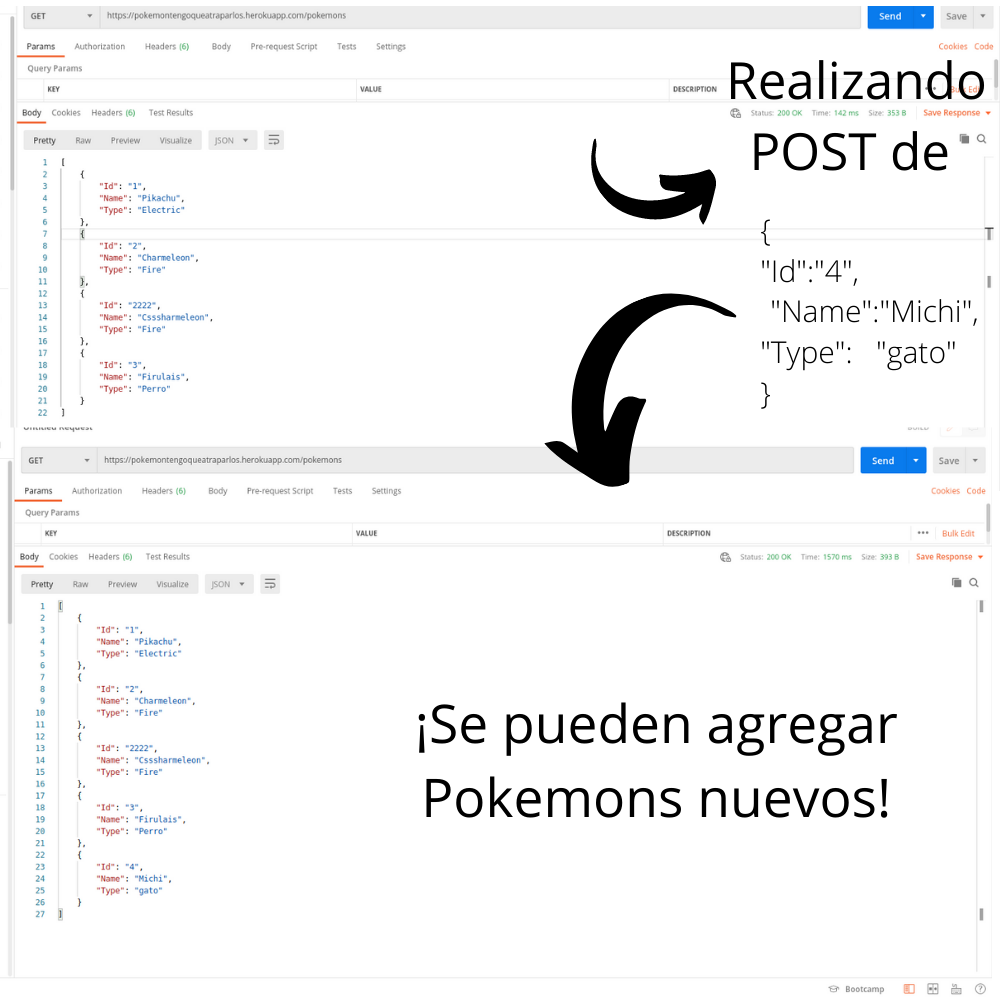 GET https://pokemontengoqueatraparlos.herokuapp.com/pokemons Send Save
Params Authorization Headers (6) Body Pre-request Script Tests Settings Cookies Code
Query Params
KEY VALUE DESCRIPTION ••• Bulk Edit
Body Cookies Headers (6) Test Results Status: 200 OK Time: 142 ms Size: 353 B Save Response
Pretty Raw Preview Visualize JSON
1 [
2 {
3 "Id": "1",
4 "Name": "Pikachu",
5 "Type": "Electric"
6 },
7 {
8 "Id": "2",
9 "Name": "Charmeleon",
10 "Type": "Fire"
11 },
12 {
13 "Id": "2222",
14 "Name": "Csssharmeleon",
15 "Type": "Fire"
16 },
17 {
18 "Id": "3",
19 "Name": "Firulais",
20 "Type": "Perro"
21 }
22 ]
Realizando
POST de
{
"Id":"4",
"Name":"Michi",
"Type": "gato"
}
Untitled Request BUILD
GET https://pokemontengoqueatraparlos.herokuapp.com/pokemons Send Save
Params Authorization Headers (6) Body Pre-request Script Tests Settings Cookies Code
Query Params
KEY VALUE DESCRIPTION ••• Bulk Edit
Body Cookies Headers (6) Test Results Status: 200 OK Time: 1570 ms Size: 393 B Save Response
Pretty Raw Preview Visualize JSON
1 [
2 {
3 "Id": "1",
4 "Name": "Pikachu",
5 "Type": "Electric"
6 },
7 {
8 "Id": "2",
9 "Name": "Charmeleon",
10 "Type": "Fire"
11 },
12 {
13 "Id": "2222",
14 "Name": "Csssharmeleon",
15 "Type": "Fire"
16 },
17 {
18 "Id": "3",
19 "Name": "Firulais",
20 "Type": "Perro"
21 },
22 {
23 "Id": "4",
24 "Name": "Michi",
25 "Type": "gato"
26 }
27 ]
¡Se pueden agregar
Pokemons nuevos!
Bootcamp